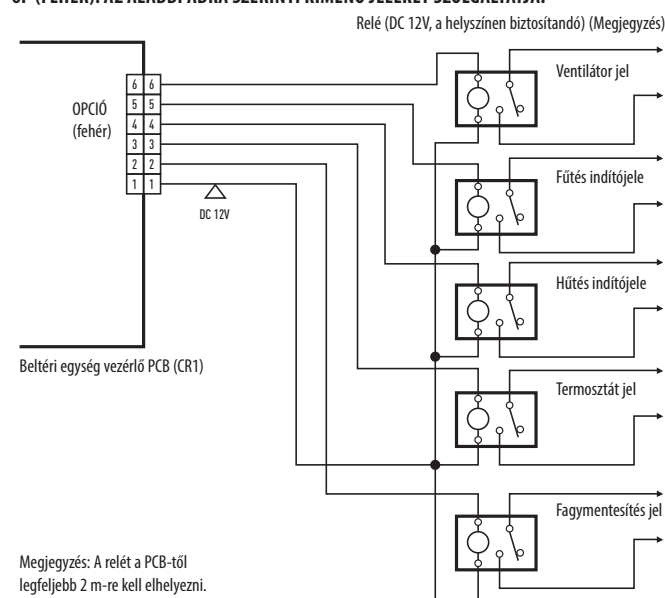 Relé (DC 12V, a helyszínen biztosítandó) (Megjegyzés)
Ventilátor jel
6 6
5 5
4 4
3 3
2 2
1 1
OPCIÓ
(fehér)
DC 12V
Fűtés indítójele
Hűtés indítójele
Beltéri egység vezérlő PCB (CR1)
Termosztát jel
Fagymentesítés jel
Megjegyzés: A relét a PCB-től
legfeljebb 2 m-re kell elhelyezni.